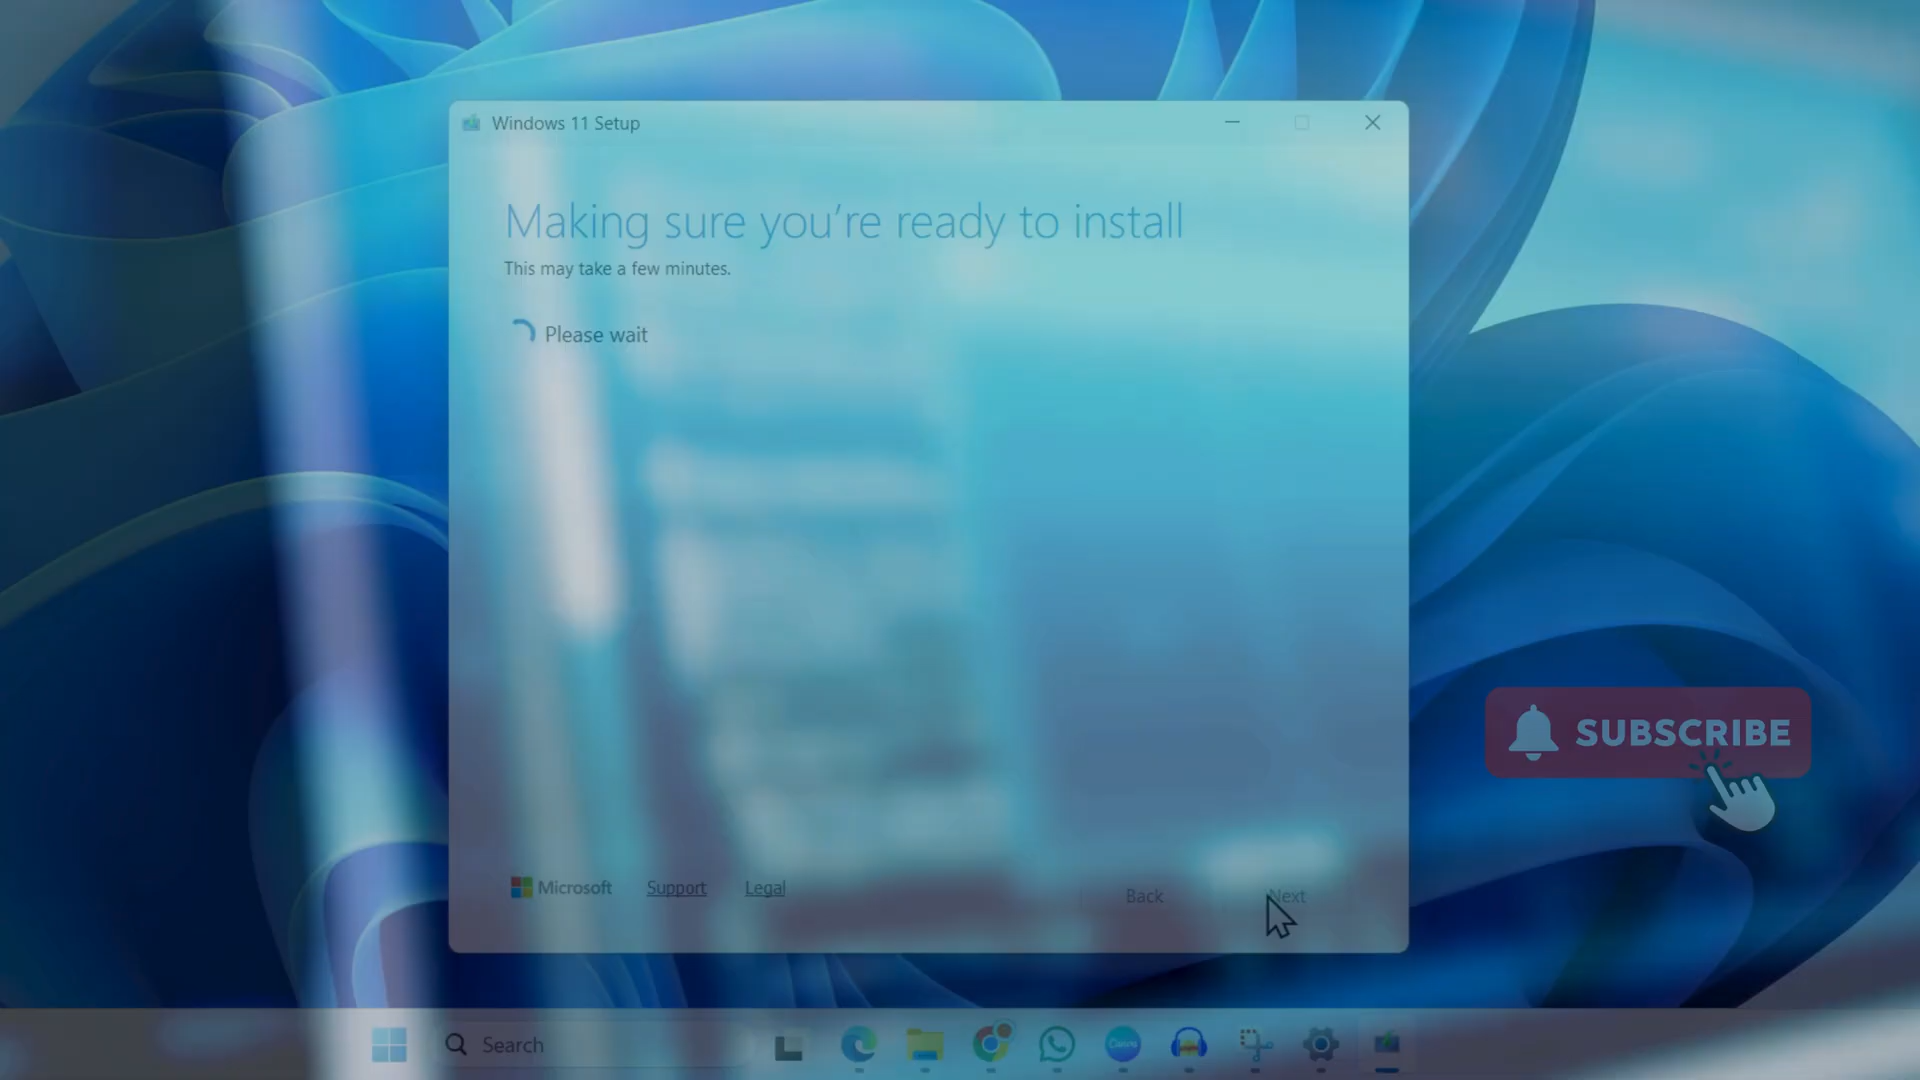 Windows 11 Setup
Making sure you're ready to install
This may take a few minutes.
Please wait
SUBSCRIBE
Microsoft Support Legal
Back Next
Search
Canva